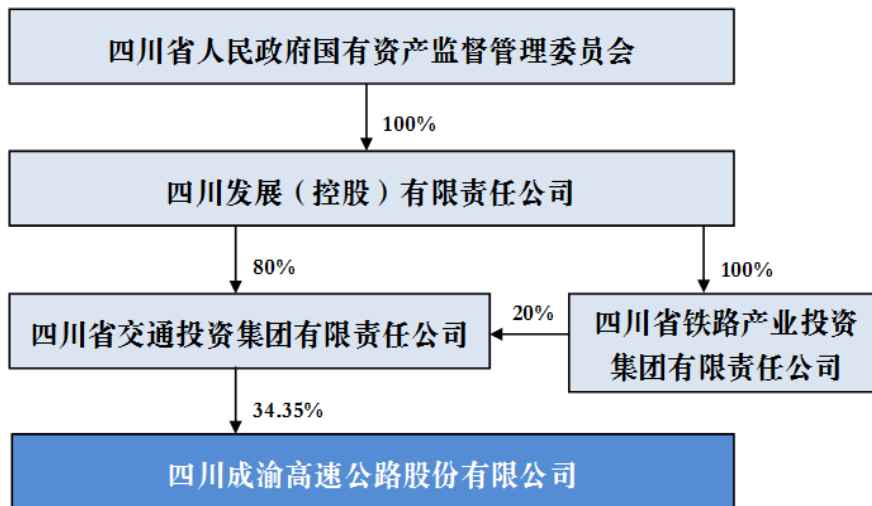 四川省人民政府国有资产监督管理委员会
100%
四川发展（控股）有限责任公司
80%
100%
四川省交通投资集团有限责任公司
20%
四川省铁路产业投资
集团有限责任公司
34.35%
四川成渝高速公路股份有限公司